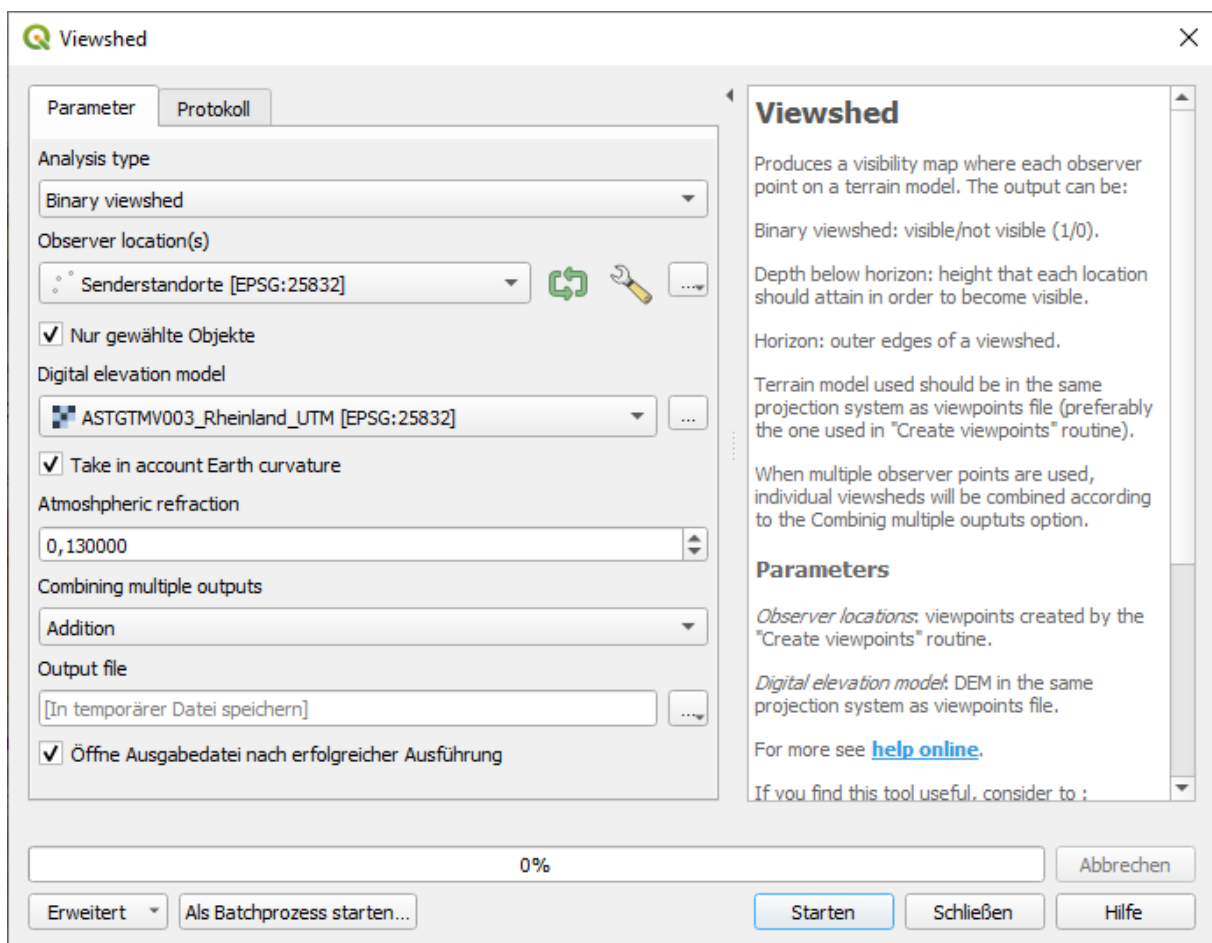 Viewshed
Parameter
Protokoll
Analysis type
Binary viewshed
Observer location(s)
Senderstandorte [EPSG:25832]
...
Nur gewählte Objekte
Digital elevation model
ASTGTMV003_Rheinland_UTM [EPSG:25832]
...
Take in account Earth curvature
Atmoshpheric refraction
0,130000
Combining multiple outputs
Addition
Output file
[In temporärer Datei speichern]
...
Öffne Ausgabedatei nach erfolgreicher Ausführung
Viewshed
Produces a visibility map where each observer
point on a terrain model. The output can be:
Binary viewshed: visible/not visible (1/0).
Depth below horizon: height that each location
should attain in order to become visible.
Horizon: outer edges of a viewshed.
Terrain model used should be in the same
projection system as viewpoints file (preferably
the one used in "Create viewpoints" routine).
When multiple observer points are used,
individual viewsheds will be combined according
to the Combinig multiple ouptuts option.
Parameters
Observer locations: viewpoints created by the
"Create viewpoints" routine.
Digital elevation model: DEM in the same
projection system as viewpoints file.
For more see help online.
If you find this tool useful, consider to :
0%
Abbrechen
Erweitert
Als Batchprozess starten...
Starten
Schließen
Hilfe